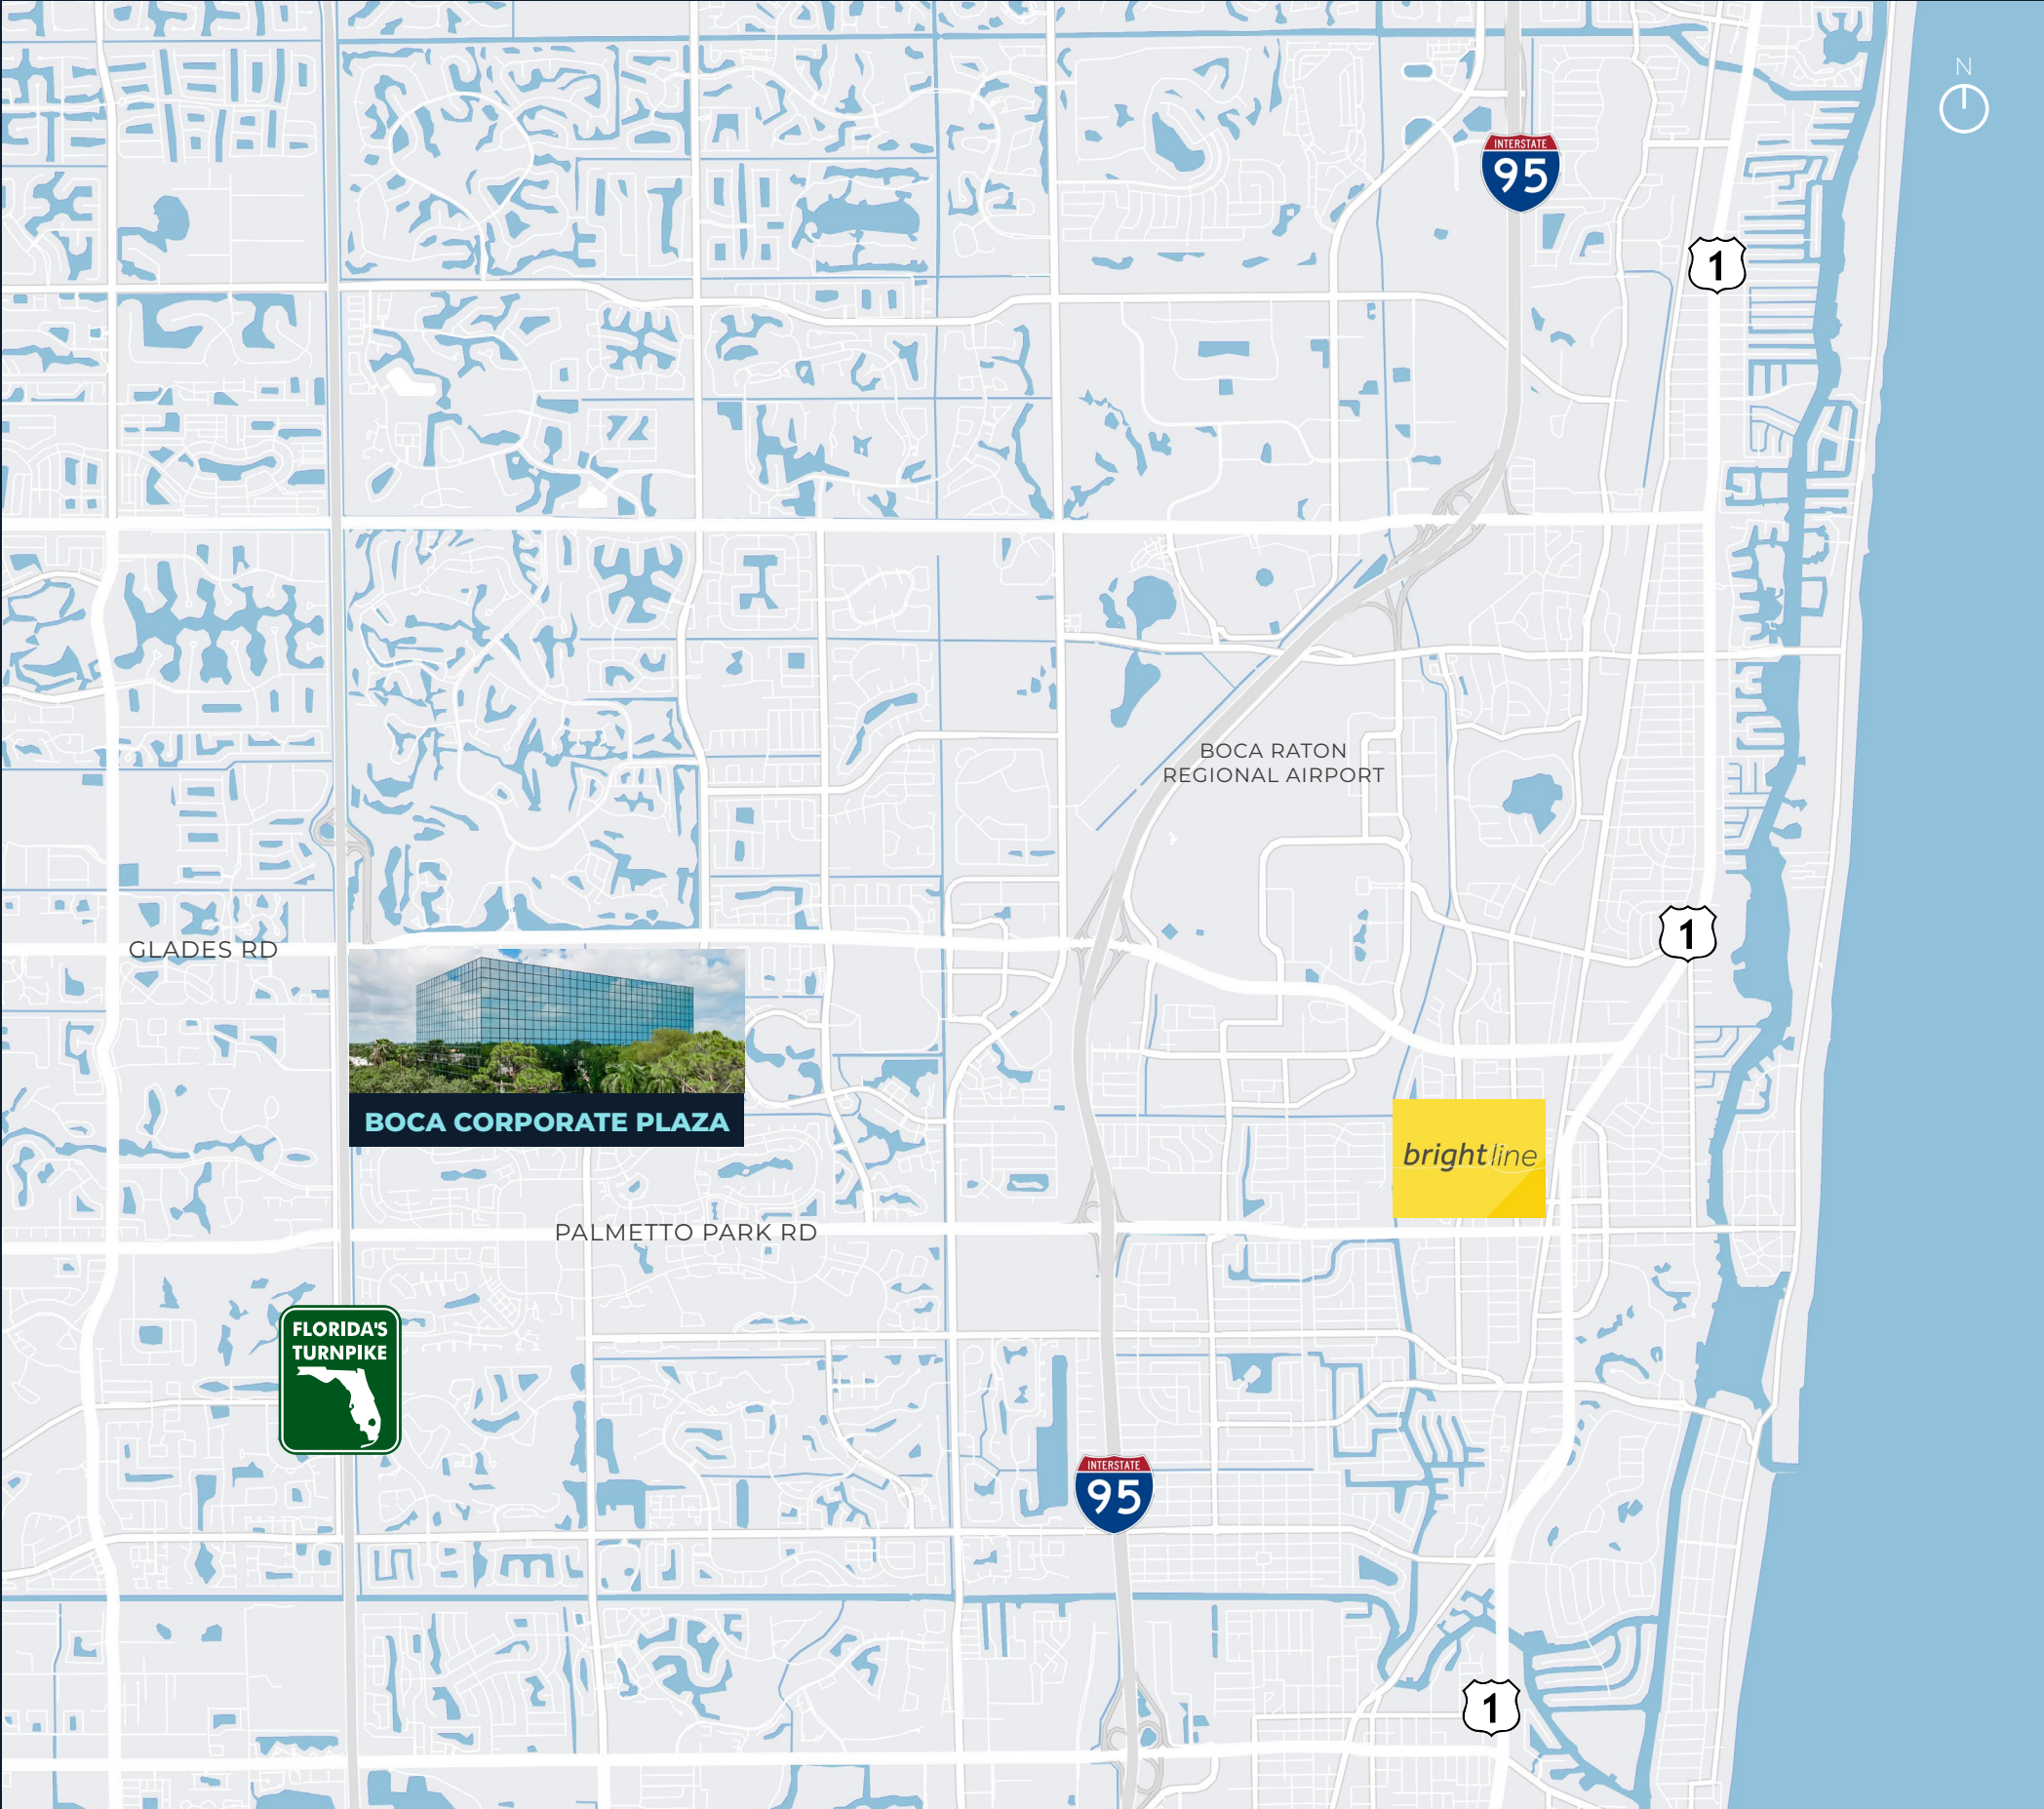 N
INTERSTATE
95
1
BOCA RATON
REGIONAL AIRPORT
1
GLADES RD
BOCA CORPORATE PLAZA
brightline
PALMETTO PARK RD
FLORIDA'S
TURNPIKE
INTERSTATE
95
1